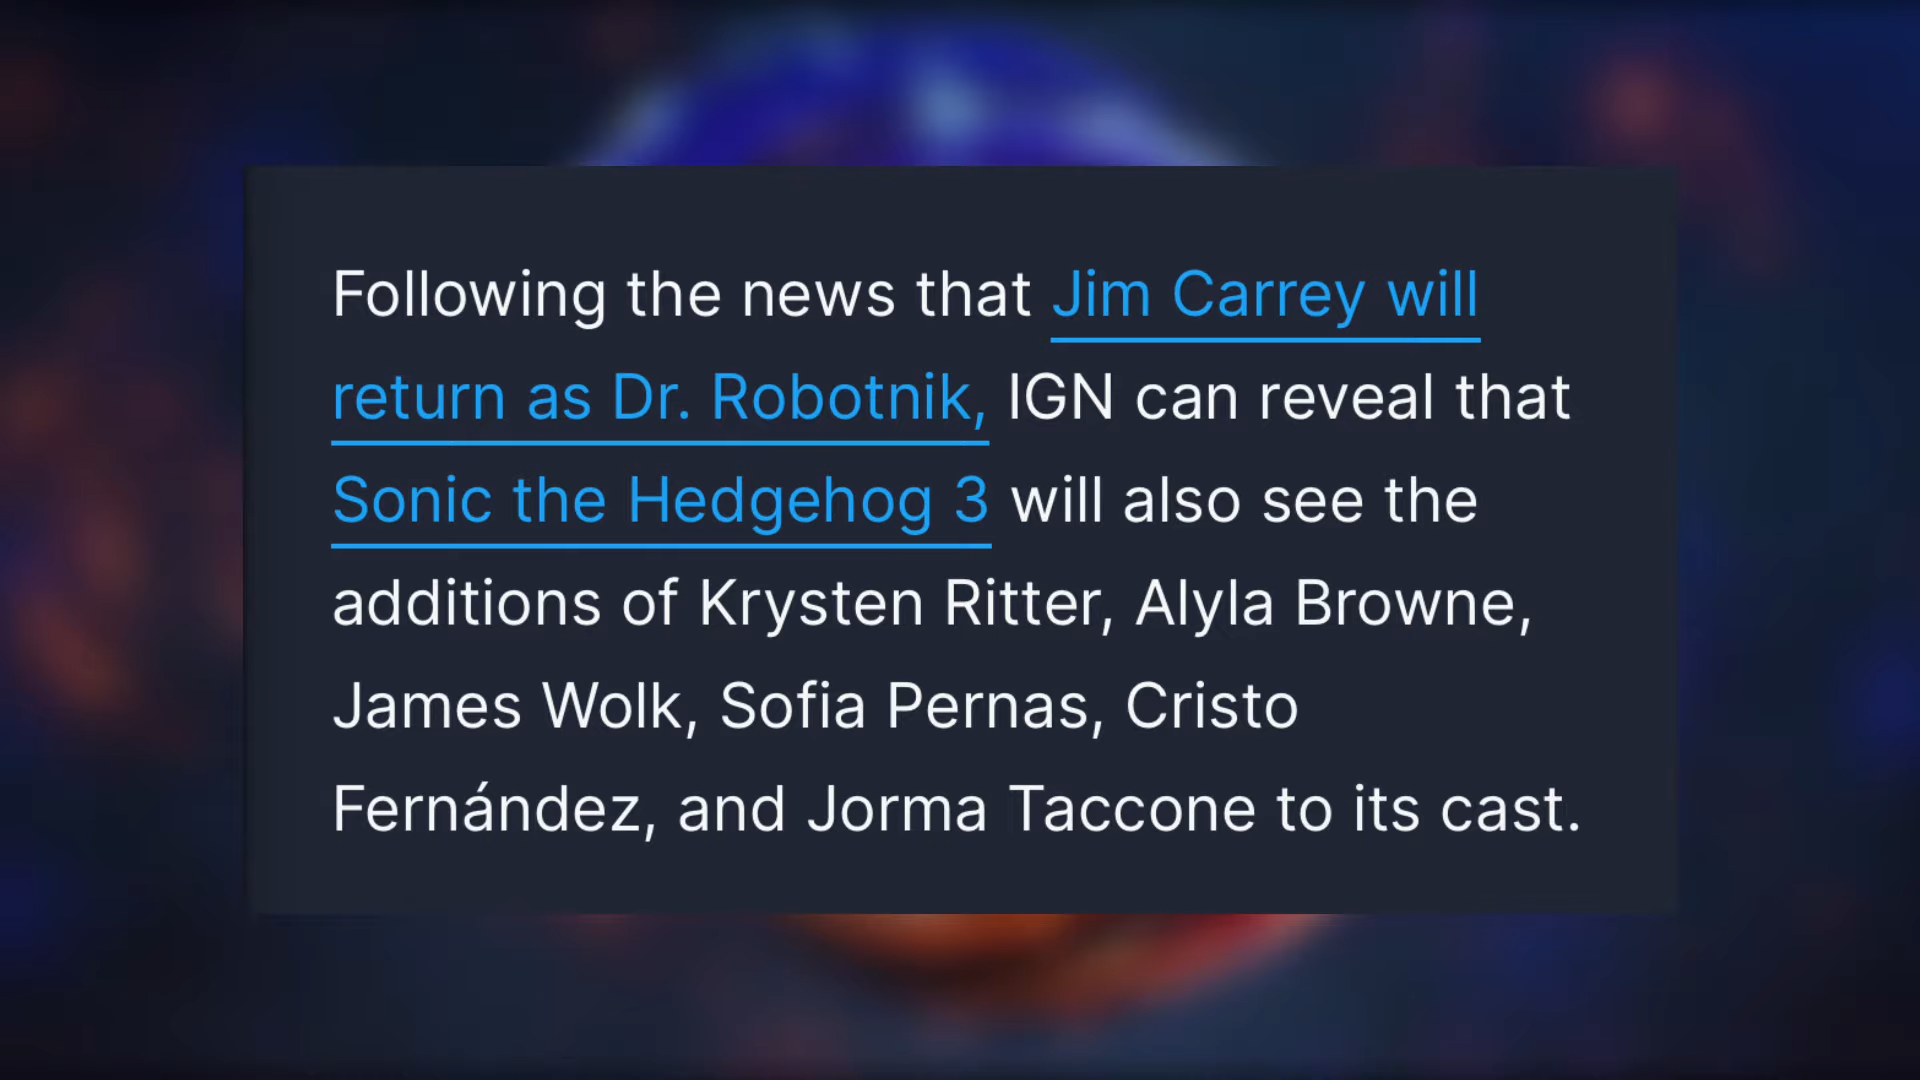 Following the news that Jim Carrey will
return as Dr. Robotnik, IGN can reveal that
Sonic the Hedgehog 3 will also see the
additions of Krysten Ritter, Alyla Browne,
James Wolk, Sofia Pernas, Cristo
Fernández, and Jorma Taccone to its cast.